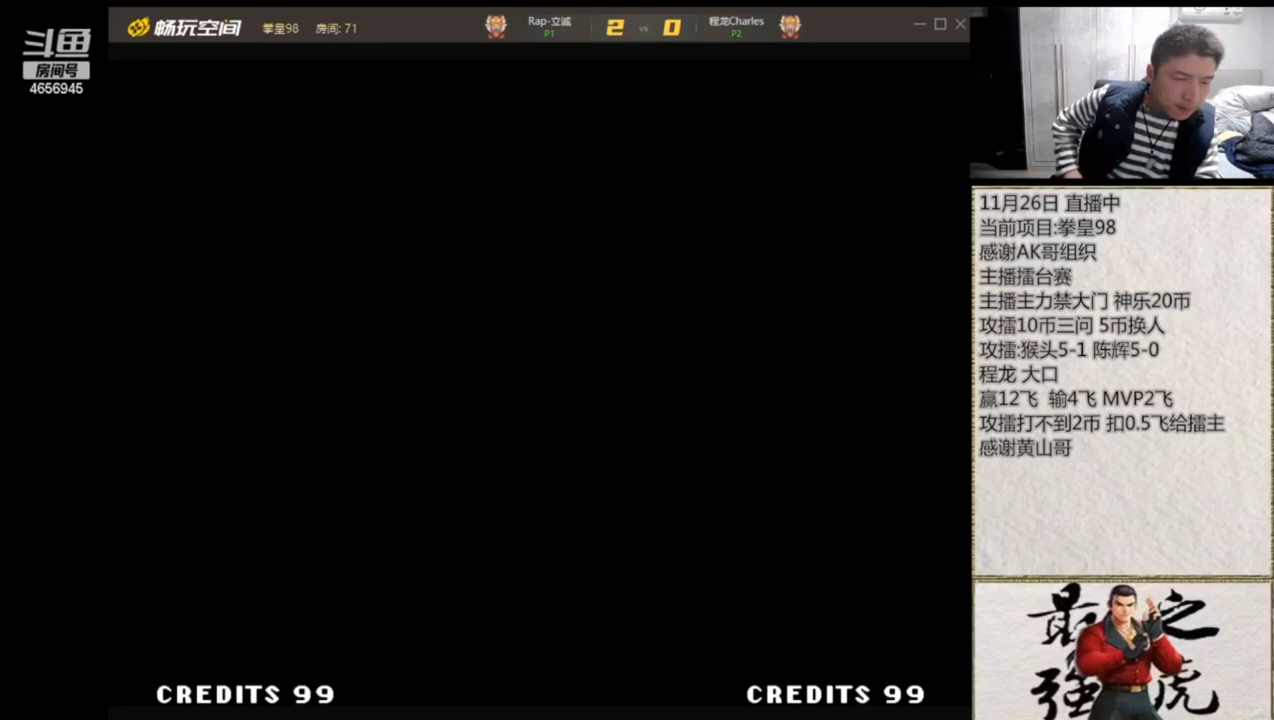 斗鱼
房间号
4656945
畅玩空间 拳皇98 房间: 71
Rap-立诚
P1
2 vs 0
程龙Charles
P2
11月26日 直播中
当前项目:拳皇98
感谢AK哥组织
主播擂台赛
主播主力禁大门 神乐20币
攻擂10币三问 5币换人
攻擂:猴头5-1 陈辉5-0
程龙 大口
赢12飞 输4飞 MVP2飞
攻擂打不到2币 扣0.5飞给擂主
感谢黄山哥
最 之
强 虎
CREDITS 99
CREDITS 99